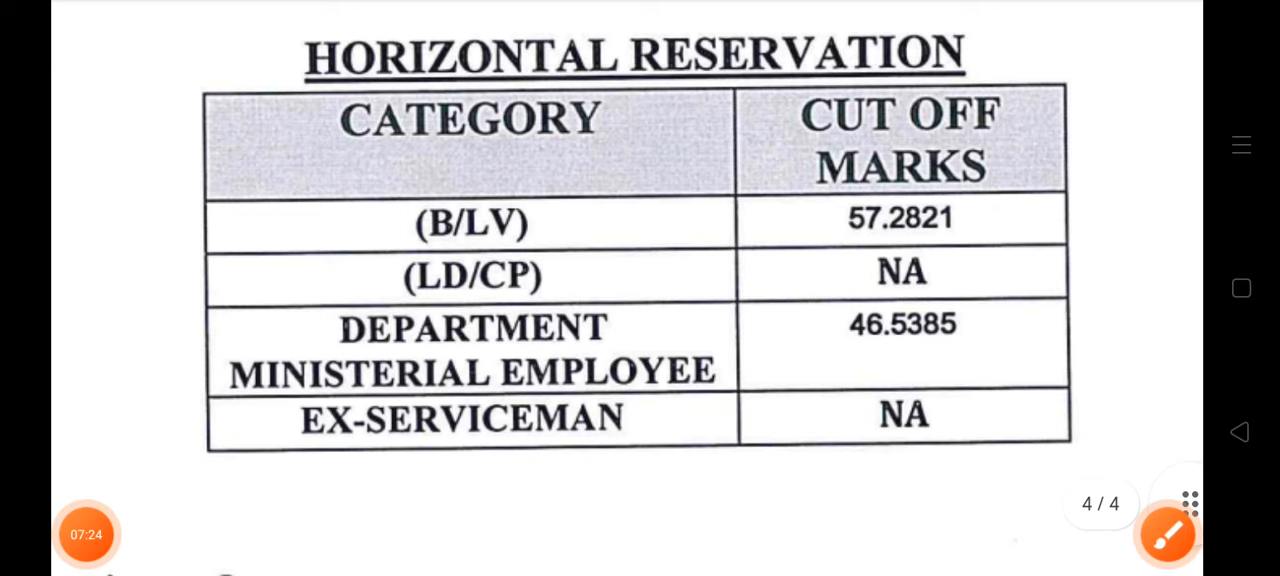 HORIZONTAL RESERVATION
CATEGORY
CUT OFF
MARKS
(B/LV)
57.2821
(LD/CP)
NA
DEPARTMENT
MINISTERIAL EMPLOYEE
46.5385
EX-SERVICEMAN
NA
4 / 4
07:24